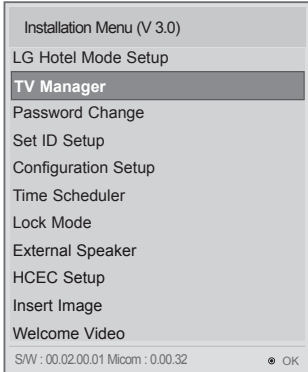 Installation Menu (V 3.0)
LG Hotel Mode Setup
TV Manager
Password Change
Set ID Setup
Configuration Setup
Time Scheduler
Lock Mode
External Speaker
HCEC Setup
Insert Image
Welcome Video
S/W : 00.02.00.01 Micom : 0.00.32 ◉ OK